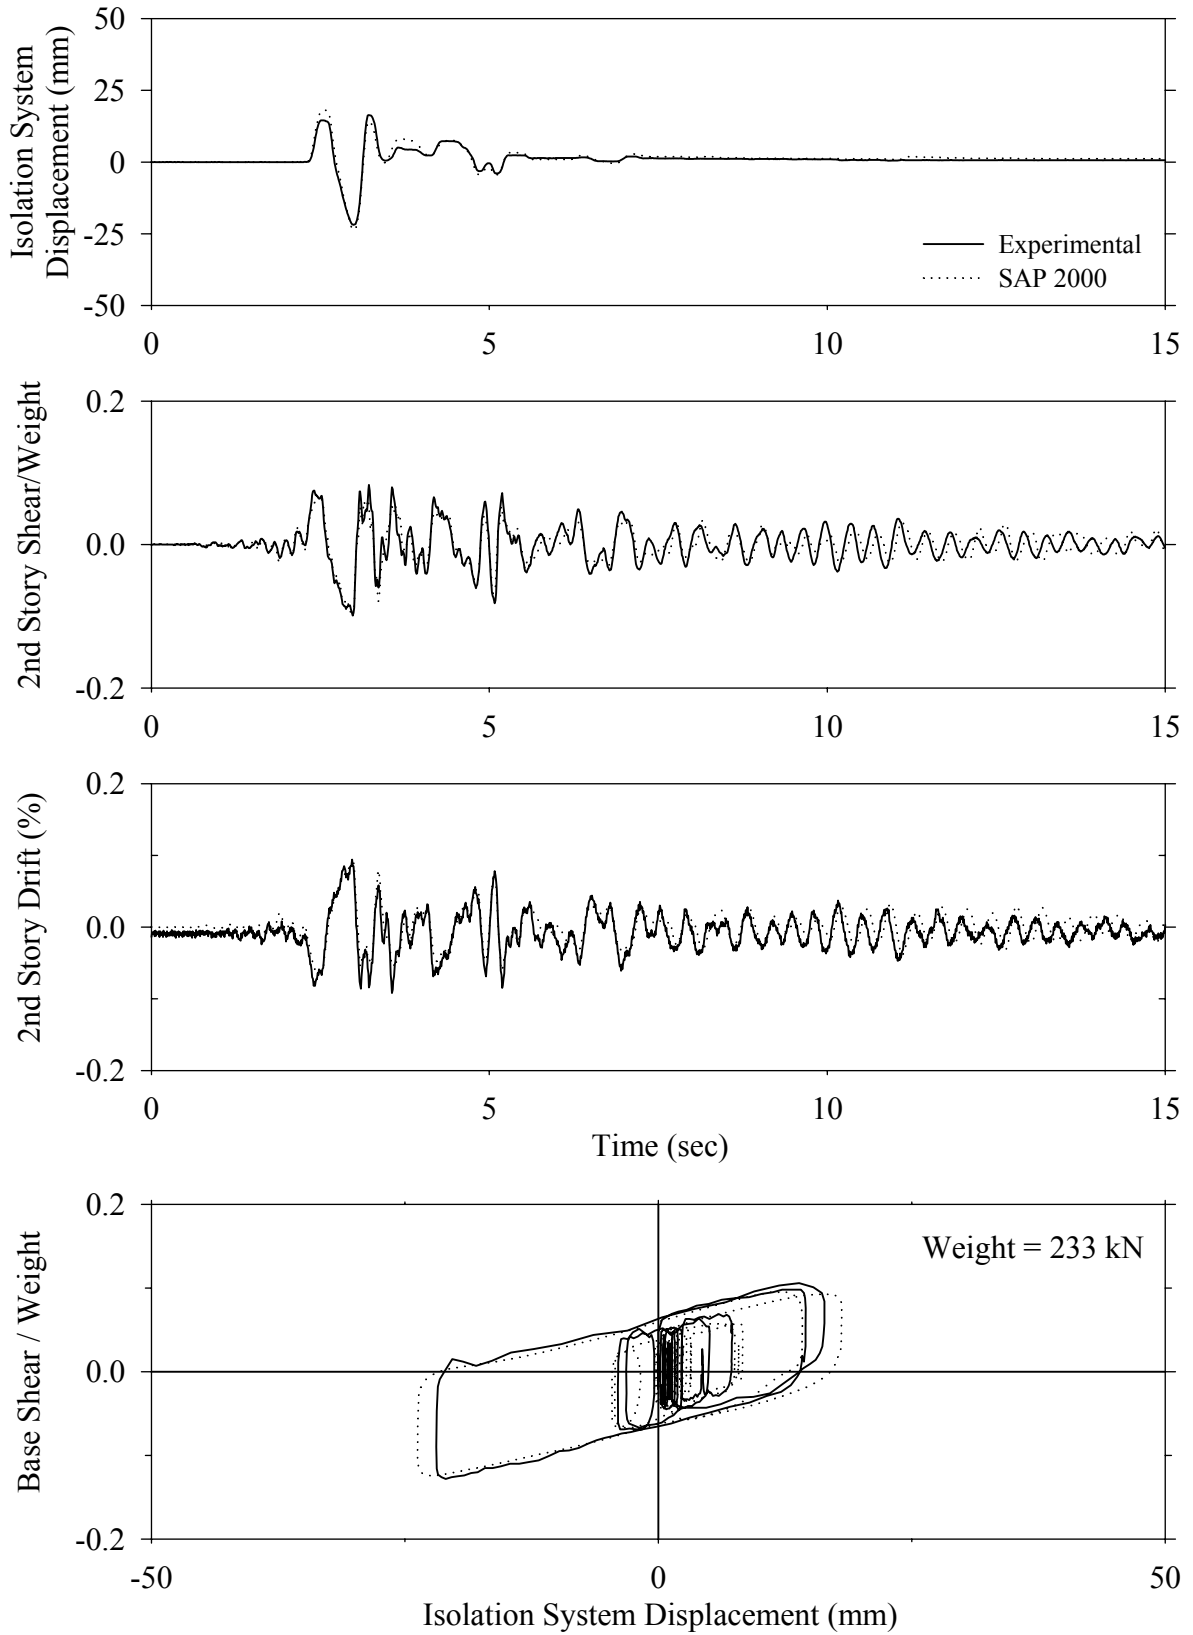 Isolation System
Displacement (mm)
50
25
0
-25
-50
Experimental
SAP 2000
0 5 10 15
2nd Story Shear/Weight
0.2
0.0
-0.2
0 5 10 15
2nd Story Drift (%)
0.2
0.0
-0.2
0 5 10 15
Time (sec)
Base Shear / Weight
0.2
0.0
-0.2
Weight = 233 kN
-50 0 50
Isolation System Displacement (mm)